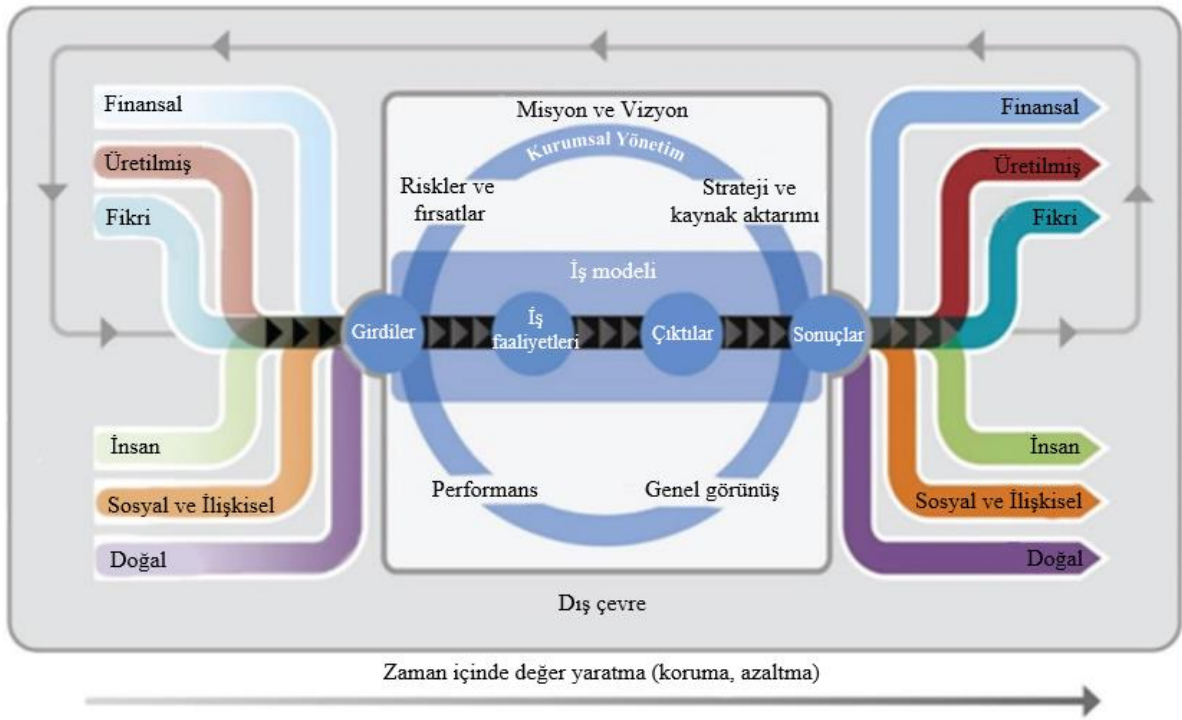 Finansal
Üretilmiş
Fikri
İnsan
Sosyal ve İlişkisel
Doğal
Misyon ve Vizyon
Kurumsal Yönetim
Riskler ve
fırsatlar
Strateji ve
kaynak aktarımı
İş modeli
Girdiler
İş
faaliyetleri
Çıktılar
Sonuçlar
Performans
Genel görünüş
Finansal
Üretilmiş
Fikri
İnsan
Sosyal ve İlişkisel
Doğal
Dış çevre
Zaman içinde değer yaratma (koruma, azaltma)